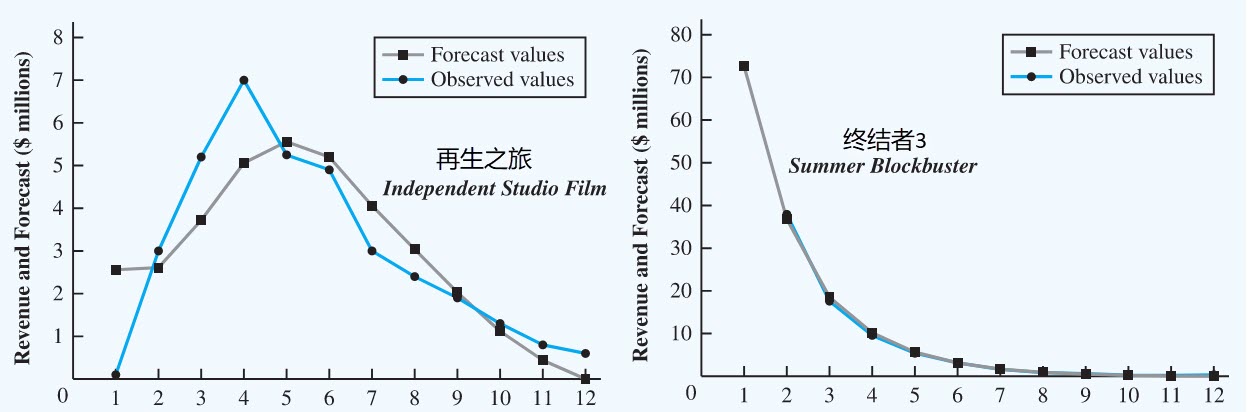 Revenue and Forecast ($ millions)
8
7
6
5
4
3
2
1
0
1 2 3 4 5 6 7 8 9 10 11 12
Forecast values
Observed values
再生之旅
Independent Studio Film
Revenue and Forecast ($ millions)
80
70
60
50
40
30
20
10
0
1 2 3 4 5 6 7 8 9 10 11 12
Forecast values
Observed values
终结者3
Summer Blockbuster